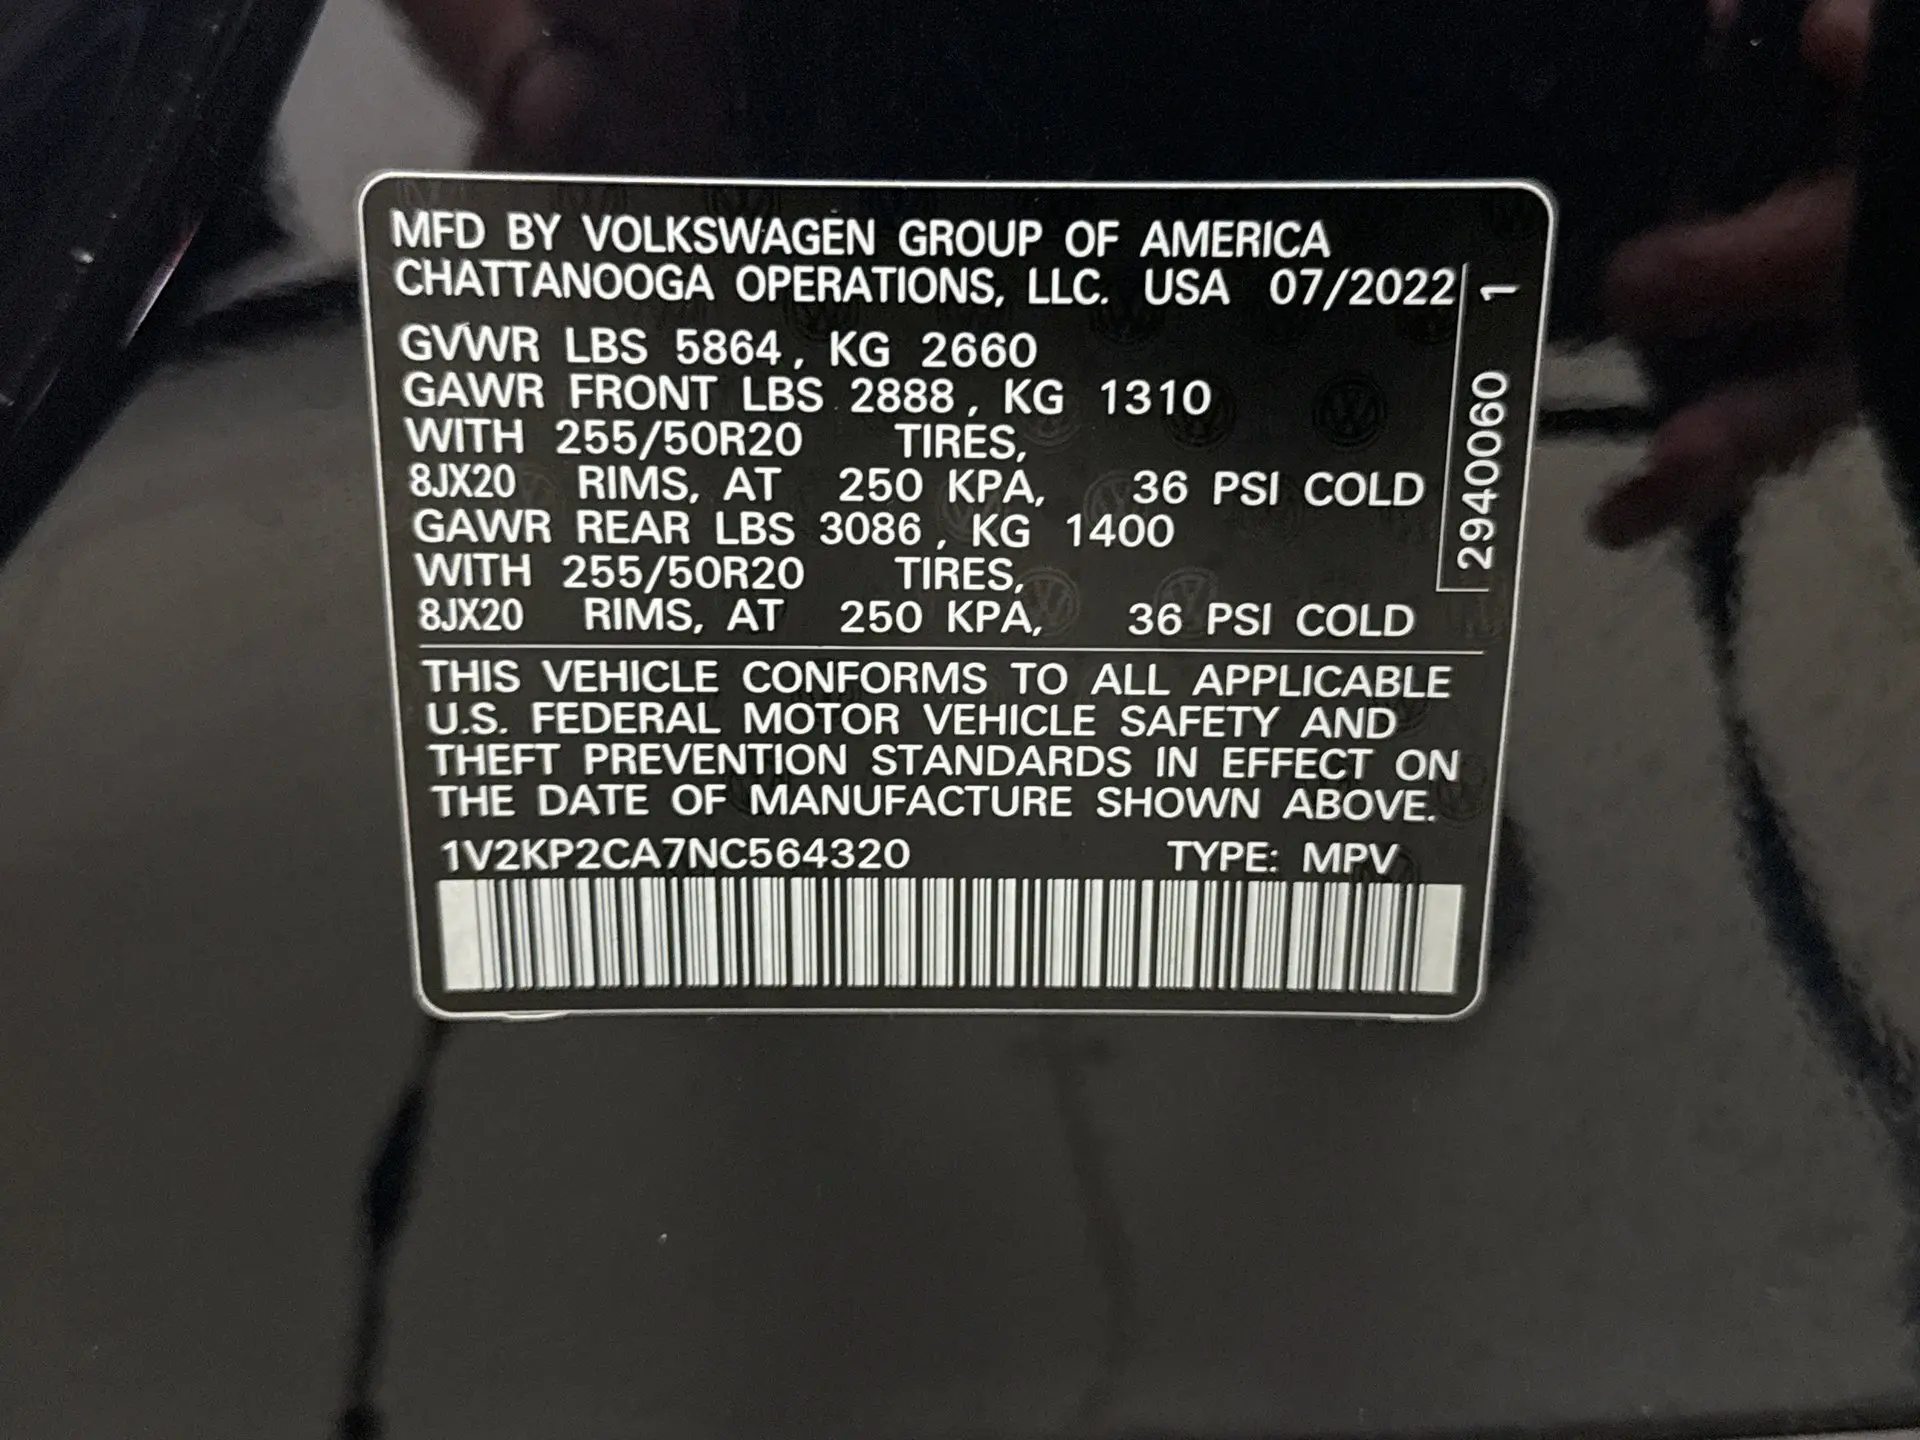 MFD BY VOLKSWAGEN GROUP OF AMERICA
CHATTANOOGA OPERATIONS, LLC. USA 07/2022
GVWR LBS 5864, KG 2660
GAWR FRONT LBS 2888, KG 1310
WITH 255/50R20 TIRES,
8JX20 RIMS, AT 250 KPA, 36 PSI COLD
GAWR REAR LBS 3086, KG 1400
WITH 255/50R20 TIRES,
8JX20 RIMS, AT 250 KPA, 36 PSI COLD
2940060 1
THIS VEHICLE CONFORMS TO ALL APPLICABLE
U.S. FEDERAL MOTOR VEHICLE SAFETY AND
THEFT PREVENTION STANDARDS IN EFFECT ON
THE DATE OF MANUFACTURE SHOWN ABOVE.
1V2KP2CA7NC564320 TYPE: MPV